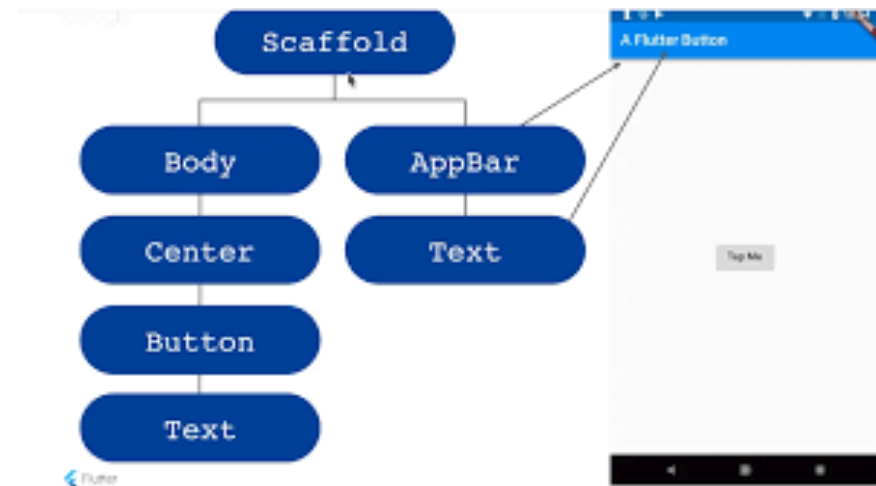 Scaffold
A Flutter Button
Body
AppBar
Center
Text
Tap Me
Button
Text
Flutter